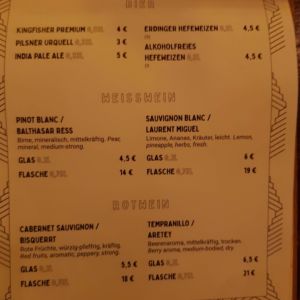 BIER
KINGFISHER PREMIUM 4 €
PILSNER URQUELL 3 €
INDIA PALE ALE 5 €
ERDINGER HEFEWEIZEN 4,5 €
ALKOHOLFREIES
HEFEWEIZEN 4,5 €
WEISSWEIN
PINOT BLANC /
BALTHASAR RESS
Birne, mineralisch, mittelkräftig. Pear,
mineral, medium-strong.
GLAS 4,5 €
FLASCHE 14 €
SAUVIGNON BLANC /
LAURENT MIGUEL
Limone, Ananas, Kräuter, leicht. Lemon,
pineapple, herbs, fresh.
GLAS 6 €
FLASCHE 19 €
ROTWEIN
CABERNET SAUVIGNON /
BISQUERRT
Rote Früchte, würzig-pfeffrig, kräftig.
Red fruits, aromatic, peppery, strong.
GLAS 5,5 €
FLASCHE 18 €
TEMPRANILLO /
ARETEY
Beerenaroma, mittelkräftig, trocken.
Berry aroma, medium-bodied, dry
GLAS 6,5 €
FLASCHE 21 €